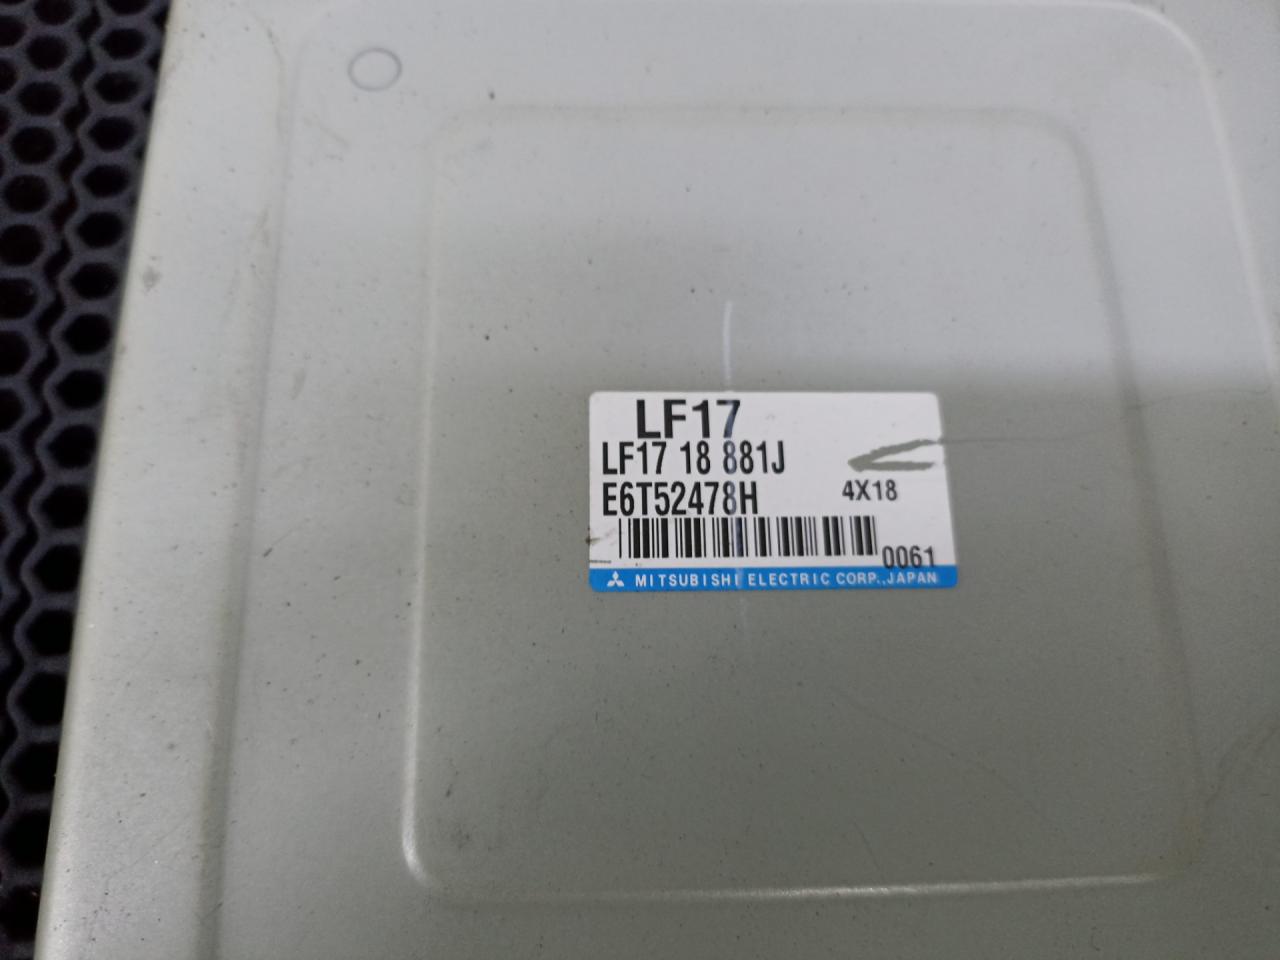 LF17
LF17 18 881J
E6T52478H 4X18
0061
MITSUBISHI ELECTRIC CORP., JAPAN